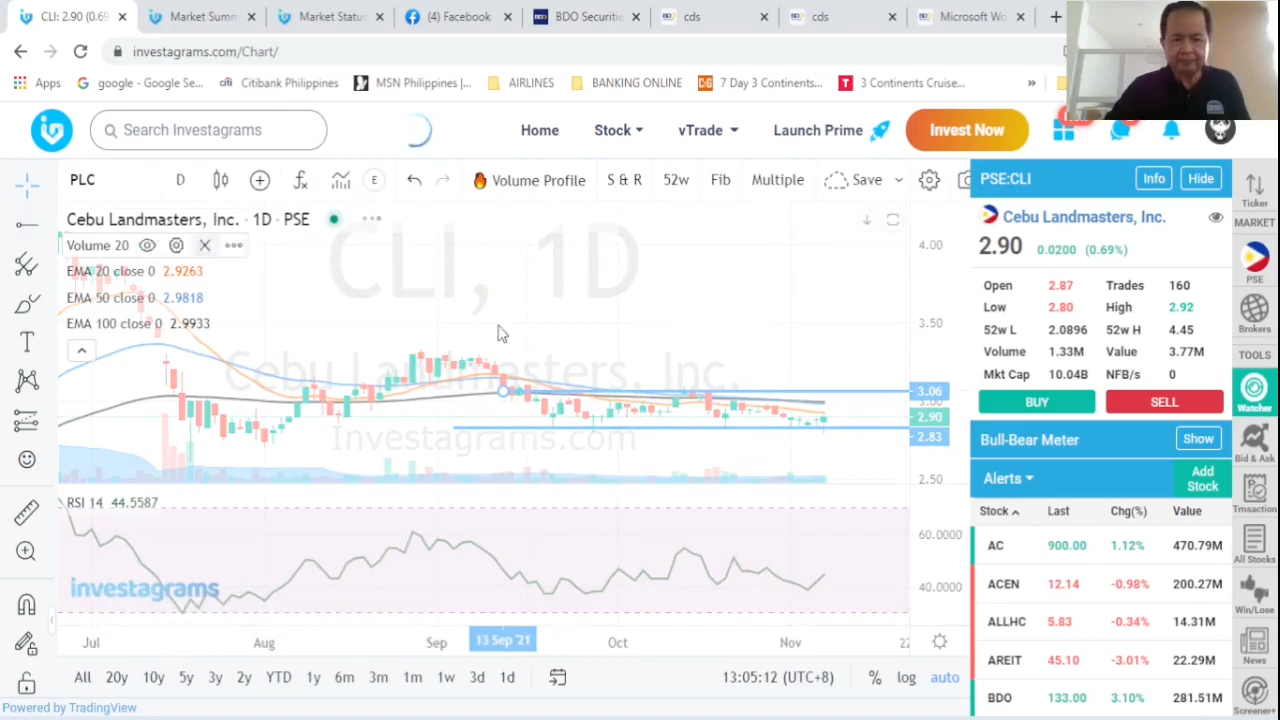 CLI: 2.90 (0.69
Market Summ
Market Status
(4) Facebook
BDO Securitie
cds
cds
Microsoft Wo
investagrams.com/Chart/
Apps
google - Google Se...
Citibank Philippines
MSN Philippines |...
AIRLINES
BANKING ONLINE
7 Day 3 Continents...
3 Continents Cruise...
»
Search Investagrams
Home
Stock
vTrade
Launch Prime
Invest Now
PLC
D
E
Volume Profile
S & R
52w
Fib
Multiple
Save
Cebu Landmasters, Inc. · 1D · PSE
Volume 20
EMA 20 close 0 2.9263
EMA 50 close 0 2.9818
EMA 100 close 0 2.9933
CLI, 1D
Cebu Landmasters, Inc.
Investagrams.com
4.00
3.50
3.06
3.00
2.90
2.83
2.50
RSI 14 44.5587
60.0000
40.0000
investagrams
Jul
Aug
Sep
13 Sep '21
Oct
Nov
22
All
20y
10y
5y
3y
2y
YTD
1y
6m
3m
1m
1w
3d
1d
13:05:12 (UTC+8)
%
log
auto
Powered by TradingView
PSE:CLI
Info
Hide
Cebu Landmasters, Inc.
2.90 0.0200 (0.69%)
Open 2.87 Trades 160
Low 2.80 High 2.92
52w L 2.0896 52w H 4.45
Volume 1.33M Value 3.77M
Mkt Cap 10.04B NFB/s 0
BUY
SELL
Bull-Bear Meter
Show
Alerts
Add Stock
Stock Last Chg(%) Value
AC 900.00 1.12% 470.79M
ACEN 12.14 -0.98% 200.27M
ALLHC 5.83 -0.34% 14.31M
AREIT 45.10 -3.01% 22.29M
BDO 133.00 3.10% 281.51M
Ticker
MARKET
PSE
Brokers
TOOLS
Watcher
Bid & Ask
Trnsaction
All Stocks
Win/Lose
News
Screener+